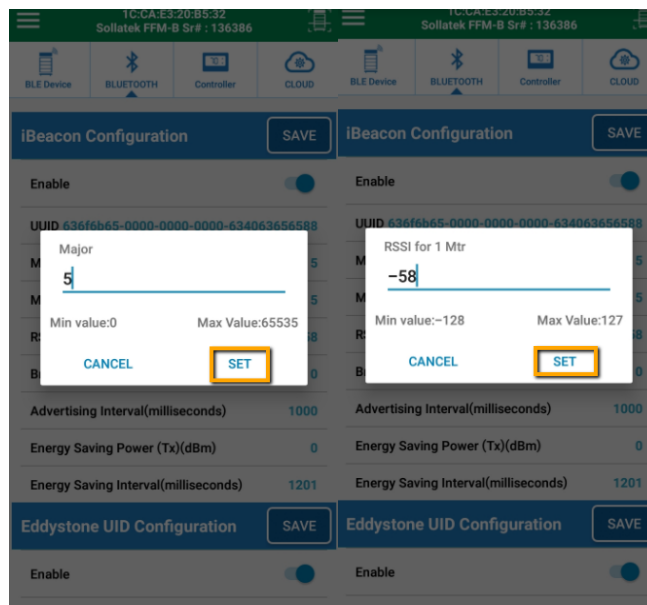 1C:CA:E3:20:B5:32
Sollatek FFM-B Sr# : 136386
BLE Device
BLUETOOTH
Controller
CLOUD
iBeacon Configuration
SAVE
Enable
UUID 636f6b65-0000-0000-0000-634063656588
Major
5
M 5
M 5
Min value:0 Max Value:65535
CANCEL SET
Advertising Interval(milliseconds) 1000
Energy Saving Power (Tx)(dBm) 0
Energy Saving Interval(milliseconds) 1201
Eddystone UID Configuration
SAVE
Enable
1C:CA:E3:20:B5:32
Sollatek FFM-B Sr# : 136386
BLE Device
BLUETOOTH
Controller
CLOUD
iBeacon Configuration
SAVE
Enable
UUID 636f6b65-0000-0000-0000-634063656588
RSSI for 1 Mtr
-58
M 5
M 5
Min value:-128 Max Value:127
CANCEL SET
Advertising Interval(milliseconds) 1000
Energy Saving Power (Tx)(dBm) 0
Energy Saving Interval(milliseconds) 1201
Eddystone UID Configuration
SAVE
Enable